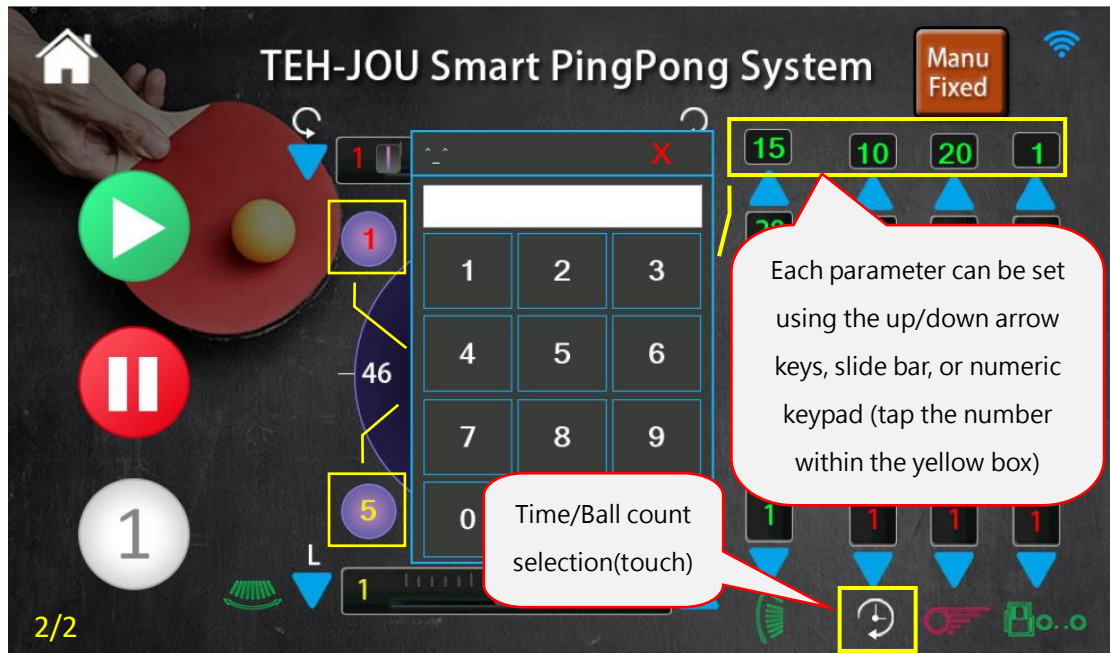 TEH-JOU Smart PingPong System
Manu
Fixed
1
^_^
X
15
10
20
1
1
1
2
3
Each parameter can be set
using the up/down arrow
keys, slide bar, or numeric
keypad (tap the number
within the yellow box)
46
4
5
6
7
8
9
5
0
Time/Ball count
selection(touch)
1
1
1
1
1
L
1
2/2